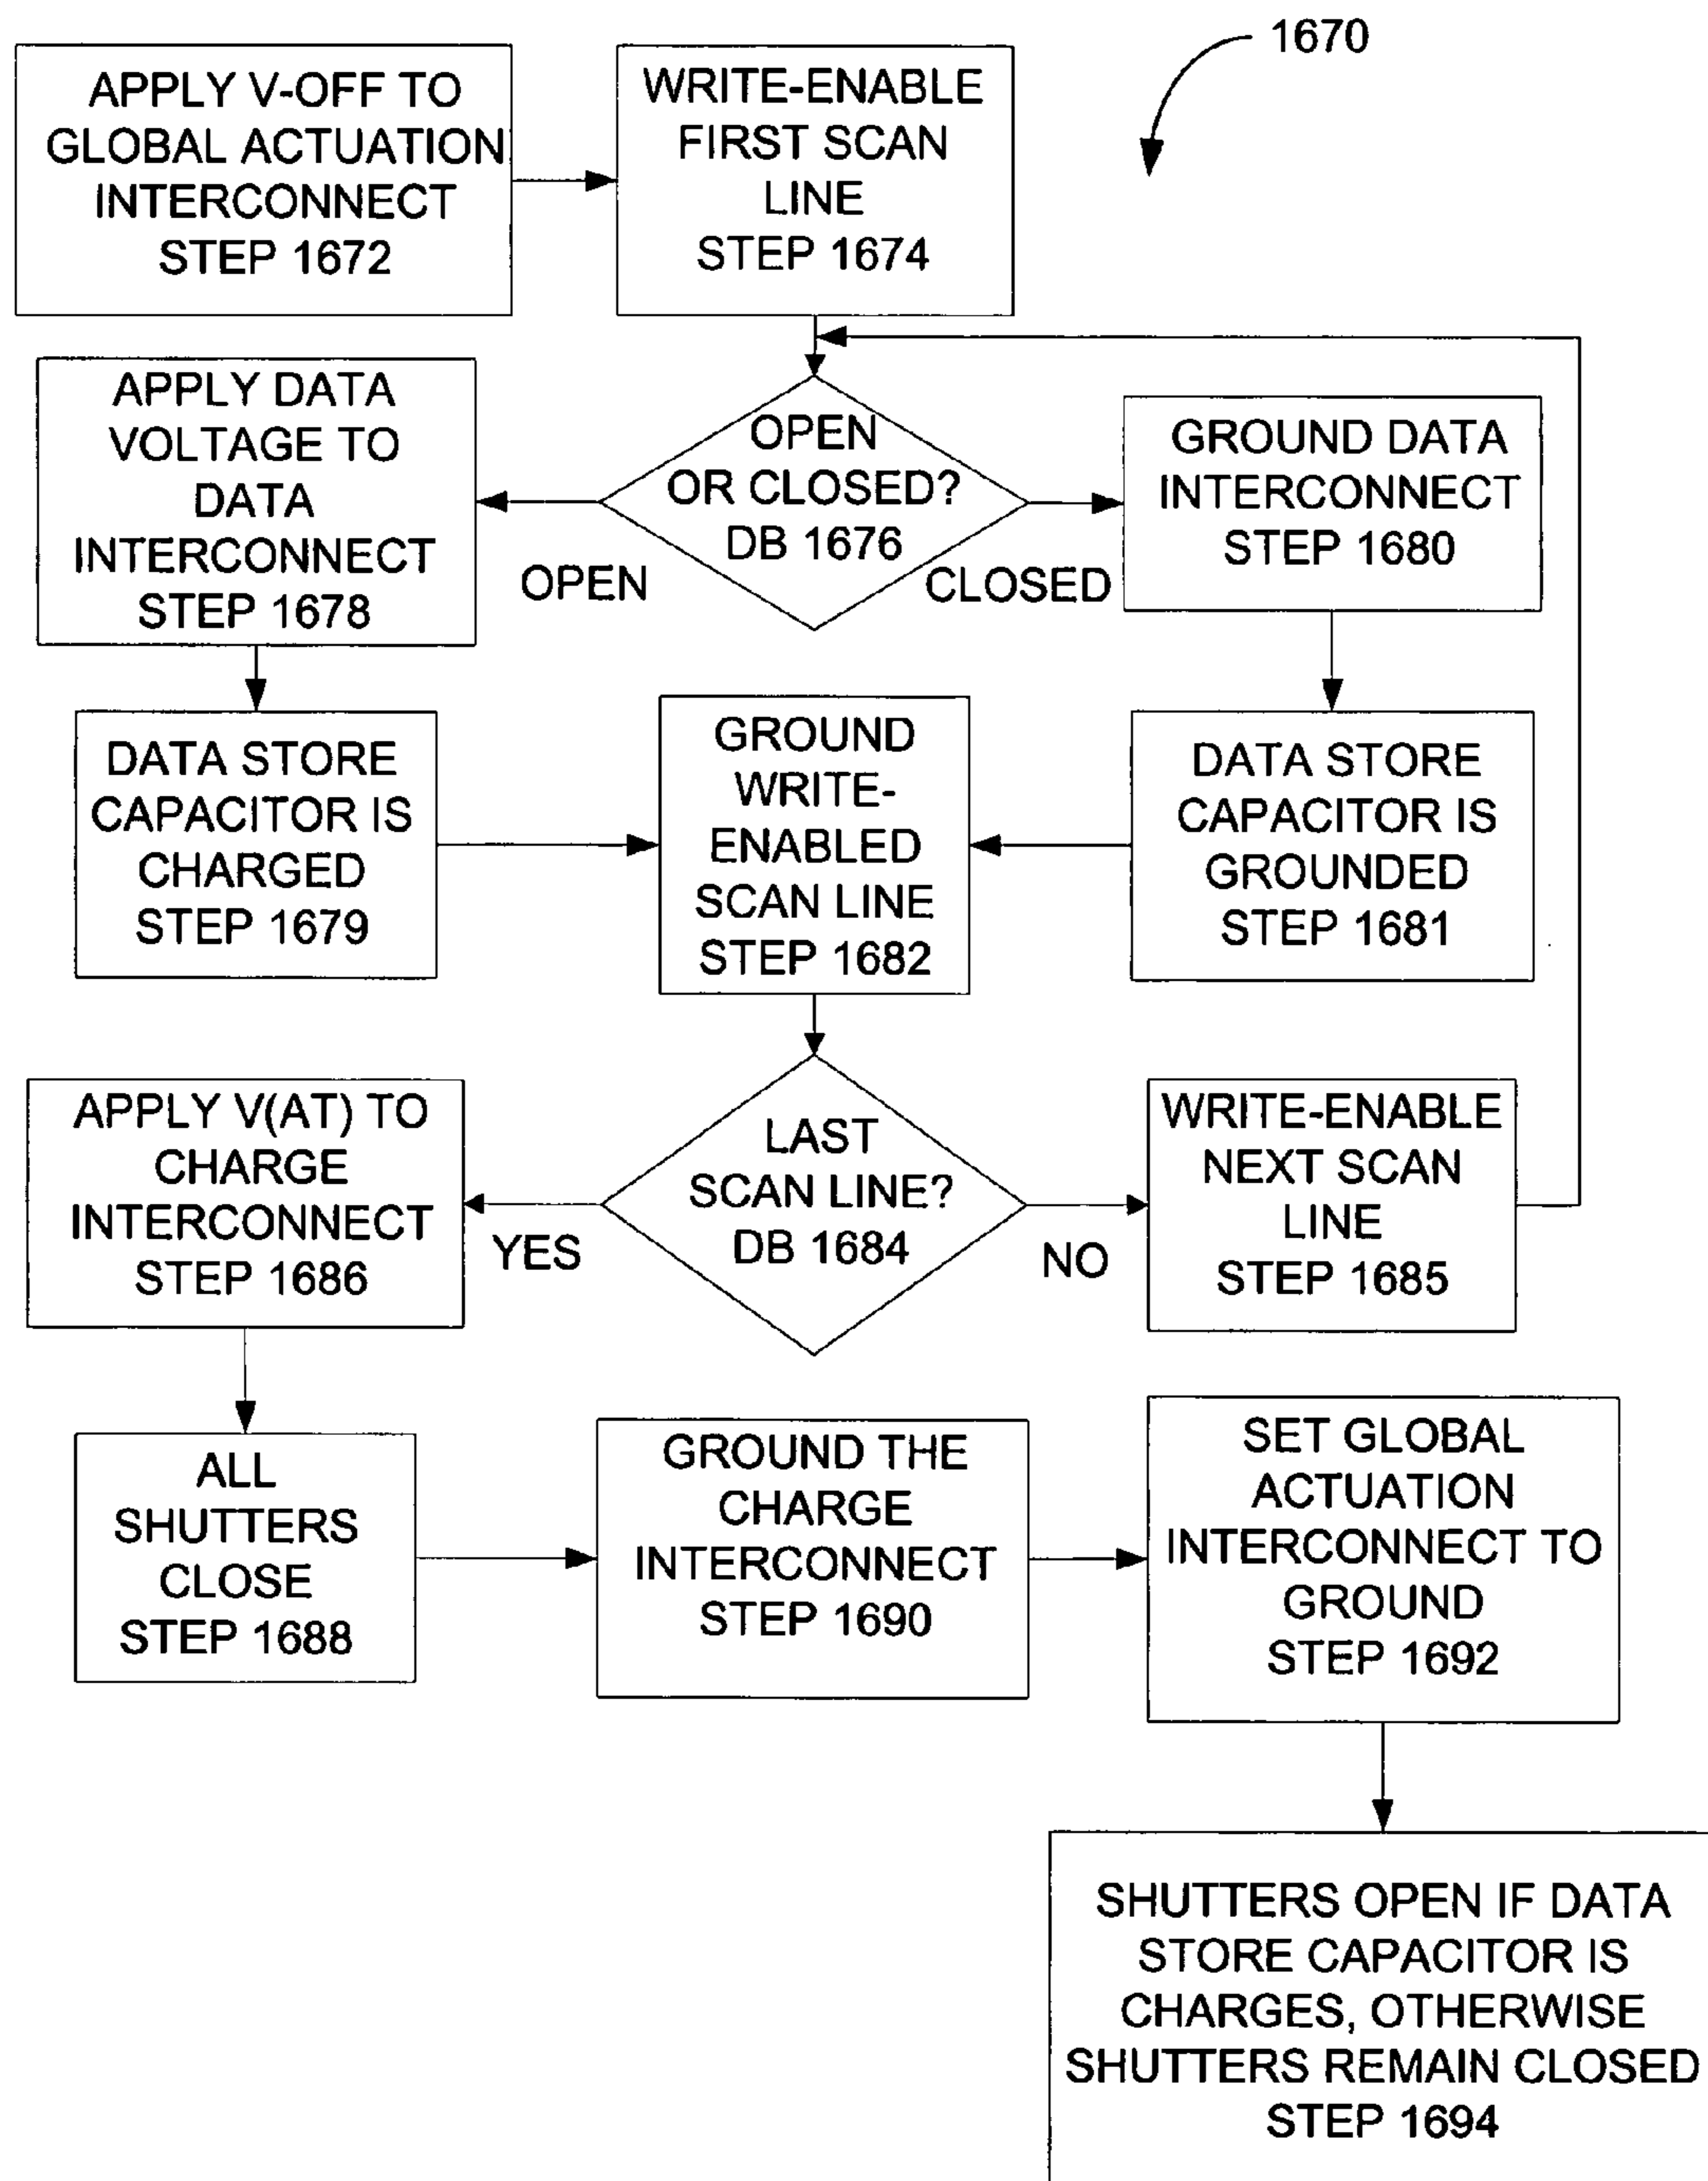 1670
APPLY V-OFF TO
GLOBAL ACTUATION
INTERCONNECT
STEP 1672
WRITE-ENABLE
FIRST SCAN
LINE
STEP 1674
APPLY DATA
VOLTAGE TO
DATA
INTERCONNECT
STEP 1678
OPEN
OR CLOSED?
DB 1676
OPEN
CLOSED
GROUND DATA
INTERCONNECT
STEP 1680
DATA STORE
CAPACITOR IS
CHARGED
STEP 1679
GROUND
WRITE-
ENABLED
SCAN LINE
STEP 1682
DATA STORE
CAPACITOR IS
GROUNDED
STEP 1681
APPLY V(AT) TO
CHARGE
INTERCONNECT
STEP 1686
YES
LAST
SCAN LINE?
DB 1684
NO
WRITE-ENABLE
NEXT SCAN
LINE
STEP 1685
ALL
SHUTTERS
CLOSE
STEP 1688
GROUND THE
CHARGE
INTERCONNECT
STEP 1690
SET GLOBAL
ACTUATION
INTERCONNECT TO
GROUND
STEP 1692
SHUTTERS OPEN IF DATA
STORE CAPACITOR IS
CHARGES, OTHERWISE
SHUTTERS REMAIN CLOSED
STEP 1694